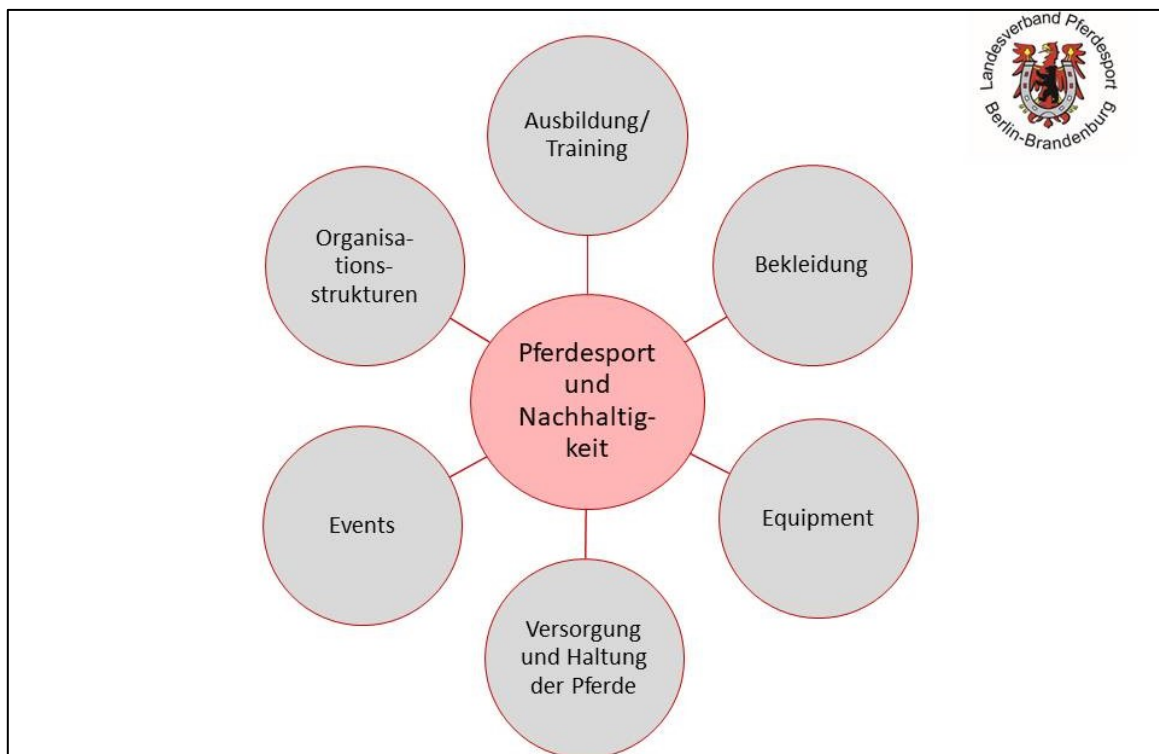 Landesverband Pferdesport
Berlin-Brandenburg
Ausbildung/
Training
Organisa-
tions-
strukturen
Bekleidung
Pferdesport
und
Nachhaltig-
keit
Events
Equipment
Versorgung
und Haltung
der Pferde